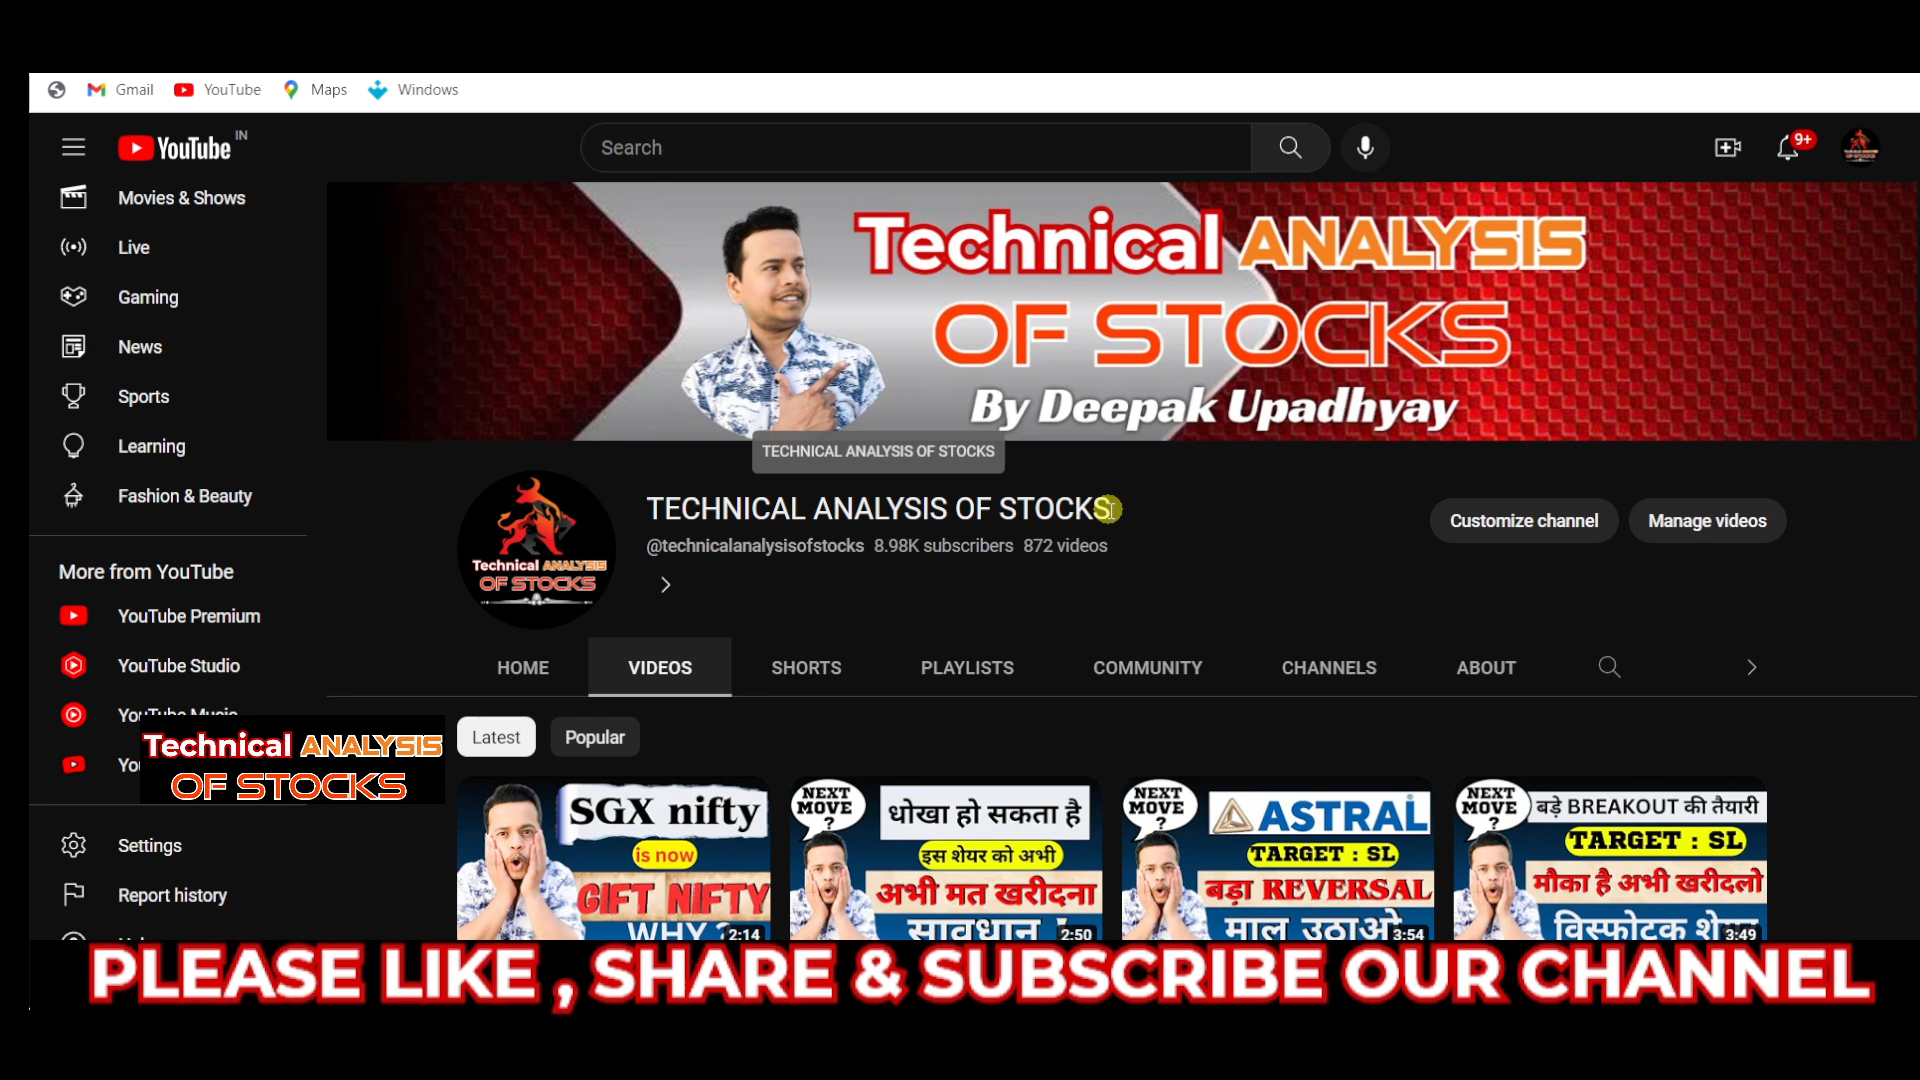 Gmail YouTube Maps Windows
YouTube IN
Search
9+
Movies & Shows
Live
Gaming
News
Sports
Learning
Fashion & Beauty
More from YouTube
YouTube Premium
YouTube Studio
YouTube Music
Technical ANALYSIS
OF STOCKS
Settings
Report history
Technical ANALYSIS
OF STOCKS
By Deepak Upadhyay
TECHNICAL ANALYSIS OF STOCKS
Technical ANALYSIS
OF STOCKS
TECHNICAL ANALYSIS OF STOCKS
@technicalanalysisofstocks 8.98K subscribers 872 videos
Customize channel Manage videos
HOME VIDEOS SHORTS PLAYLISTS COMMUNITY CHANNELS ABOUT
Latest Popular
SGX nifty
is now
GIFT NIFTY
WHY ?
2:14
NEXT
MOVE
?
धोखा हो सकता है
इस शेयर को अभी
अभी मत खरीदना
सावधान !
2:50
NEXT
MOVE
?
ASTRAL
TARGET : SL
बड़ा REVERSAL
माल उठाओ
3:54
NEXT
MOVE
?
बड़े BREAKOUT की तैयारी
TARGET : SL
मौका है अभी खरीदलो
विस्फोटक
3:49
PLEASE LIKE , SHARE & SUBSCRIBE OUR CHANNEL